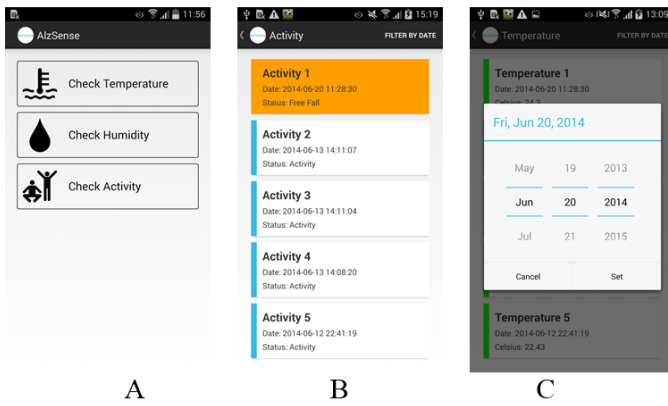 11:56
AlzSense
Check Temperature
Check Humidity
Check Activity
A
15:19
Activity
FILTER BY DATE
Activity 1
Date: 2014-06-20 11:28:30
Status: Free Fall
Activity 2
Date: 2014-06-13 14:11:07
Status: Activity
Activity 3
Date: 2014-06-13 14:11:04
Status: Activity
Activity 4
Date: 2014-06-13 14:08:20
Status: Activity
Activity 5
Date: 2014-06-12 22:41:19
Status: Activity
B
13:09
Temperature
FILTER BY DATE
Temperature 1
Date: 2014-06-20 11:28:30
Celsius: 24.3
Fri, Jun 20, 2014
May 19 2013
Jun 20 2014
Jul 21 2015
Cancel Set
Temperature 5
Date: 2014-06-12 22:41:19
Celsius: 22.43
C